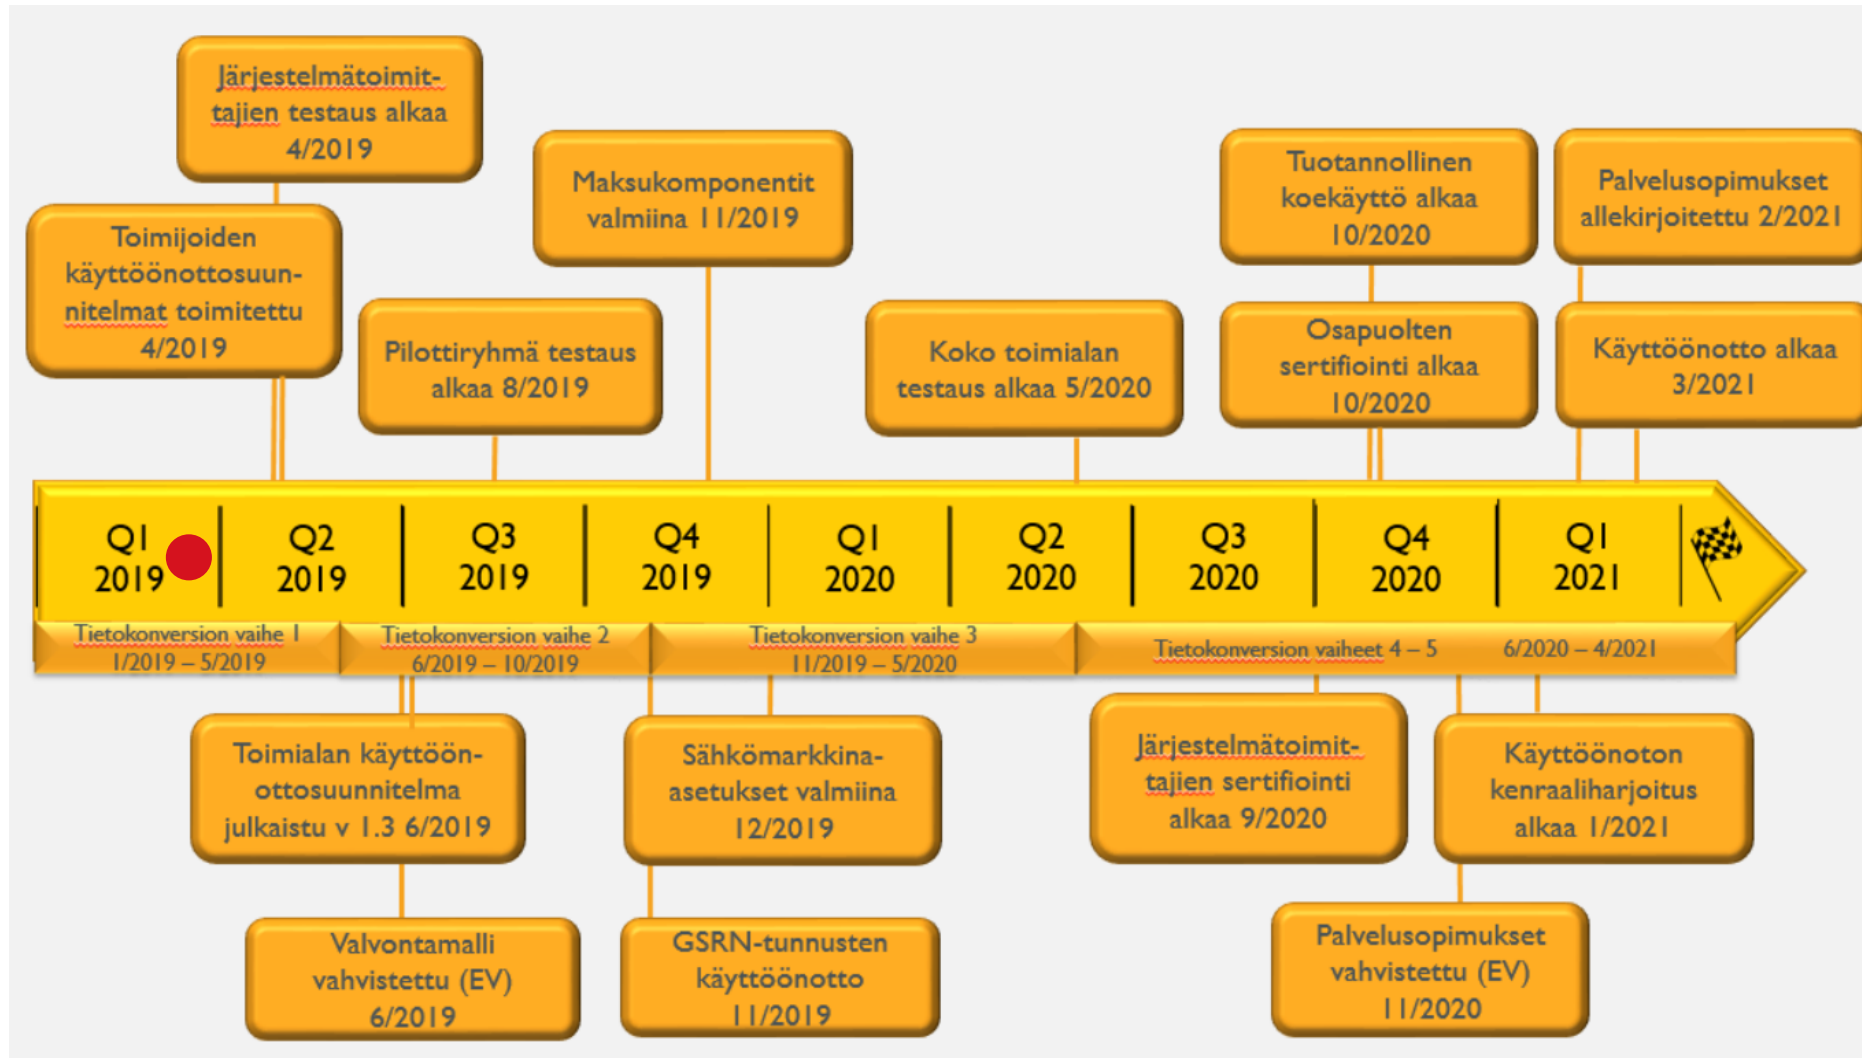 Järjestelmätoimit-
tajien testaus alkaa
4/2019
Toimijoiden
käyttöönottosuun-
nitelmat toimitettu
4/2019
Pilottiryhmä testaus
alkaa 8/2019
Maksukomponentit
valmiina 11/2019
Koko toimialan
testaus alkaa 5/2020
Tuotannollinen
koekäyttö alkaa
10/2020
Osapuolten
sertifiointi alkaa
10/2020
Palvelusopimukset
allekirjoitettu 2/2021
Käyttöönotto alkaa
3/2021
Q1
2019
Q2
2019
Q3
2019
Q4
2019
Q1
2020
Q2
2020
Q3
2020
Q4
2020
Q1
2021
Tietokonversion vaihe 1
1/2019 – 5/2019
Tietokonversion vaihe 2
6/2019 – 10/2019
Tietokonversion vaihe 3
11/2019 – 5/2020
Tietokonversion vaiheet 4 – 5 6/2020 – 4/2021
Toimialan käyttöön-
ottosuunnitelma
julkaistu v 1.3 6/2019
Valvontamalli
vahvistettu (EV)
6/2019
Sähkömarkkina-
asetukset valmiina
12/2019
GSRN-tunnusten
käyttöönotto
11/2019
Järjestelmätoimit-
tajien sertifiointi
alkaa 9/2020
Käyttöönoton
kenraaliharjoitus
alkaa 1/2021
Palvelusopimukset
vahvistettu (EV)
11/2020